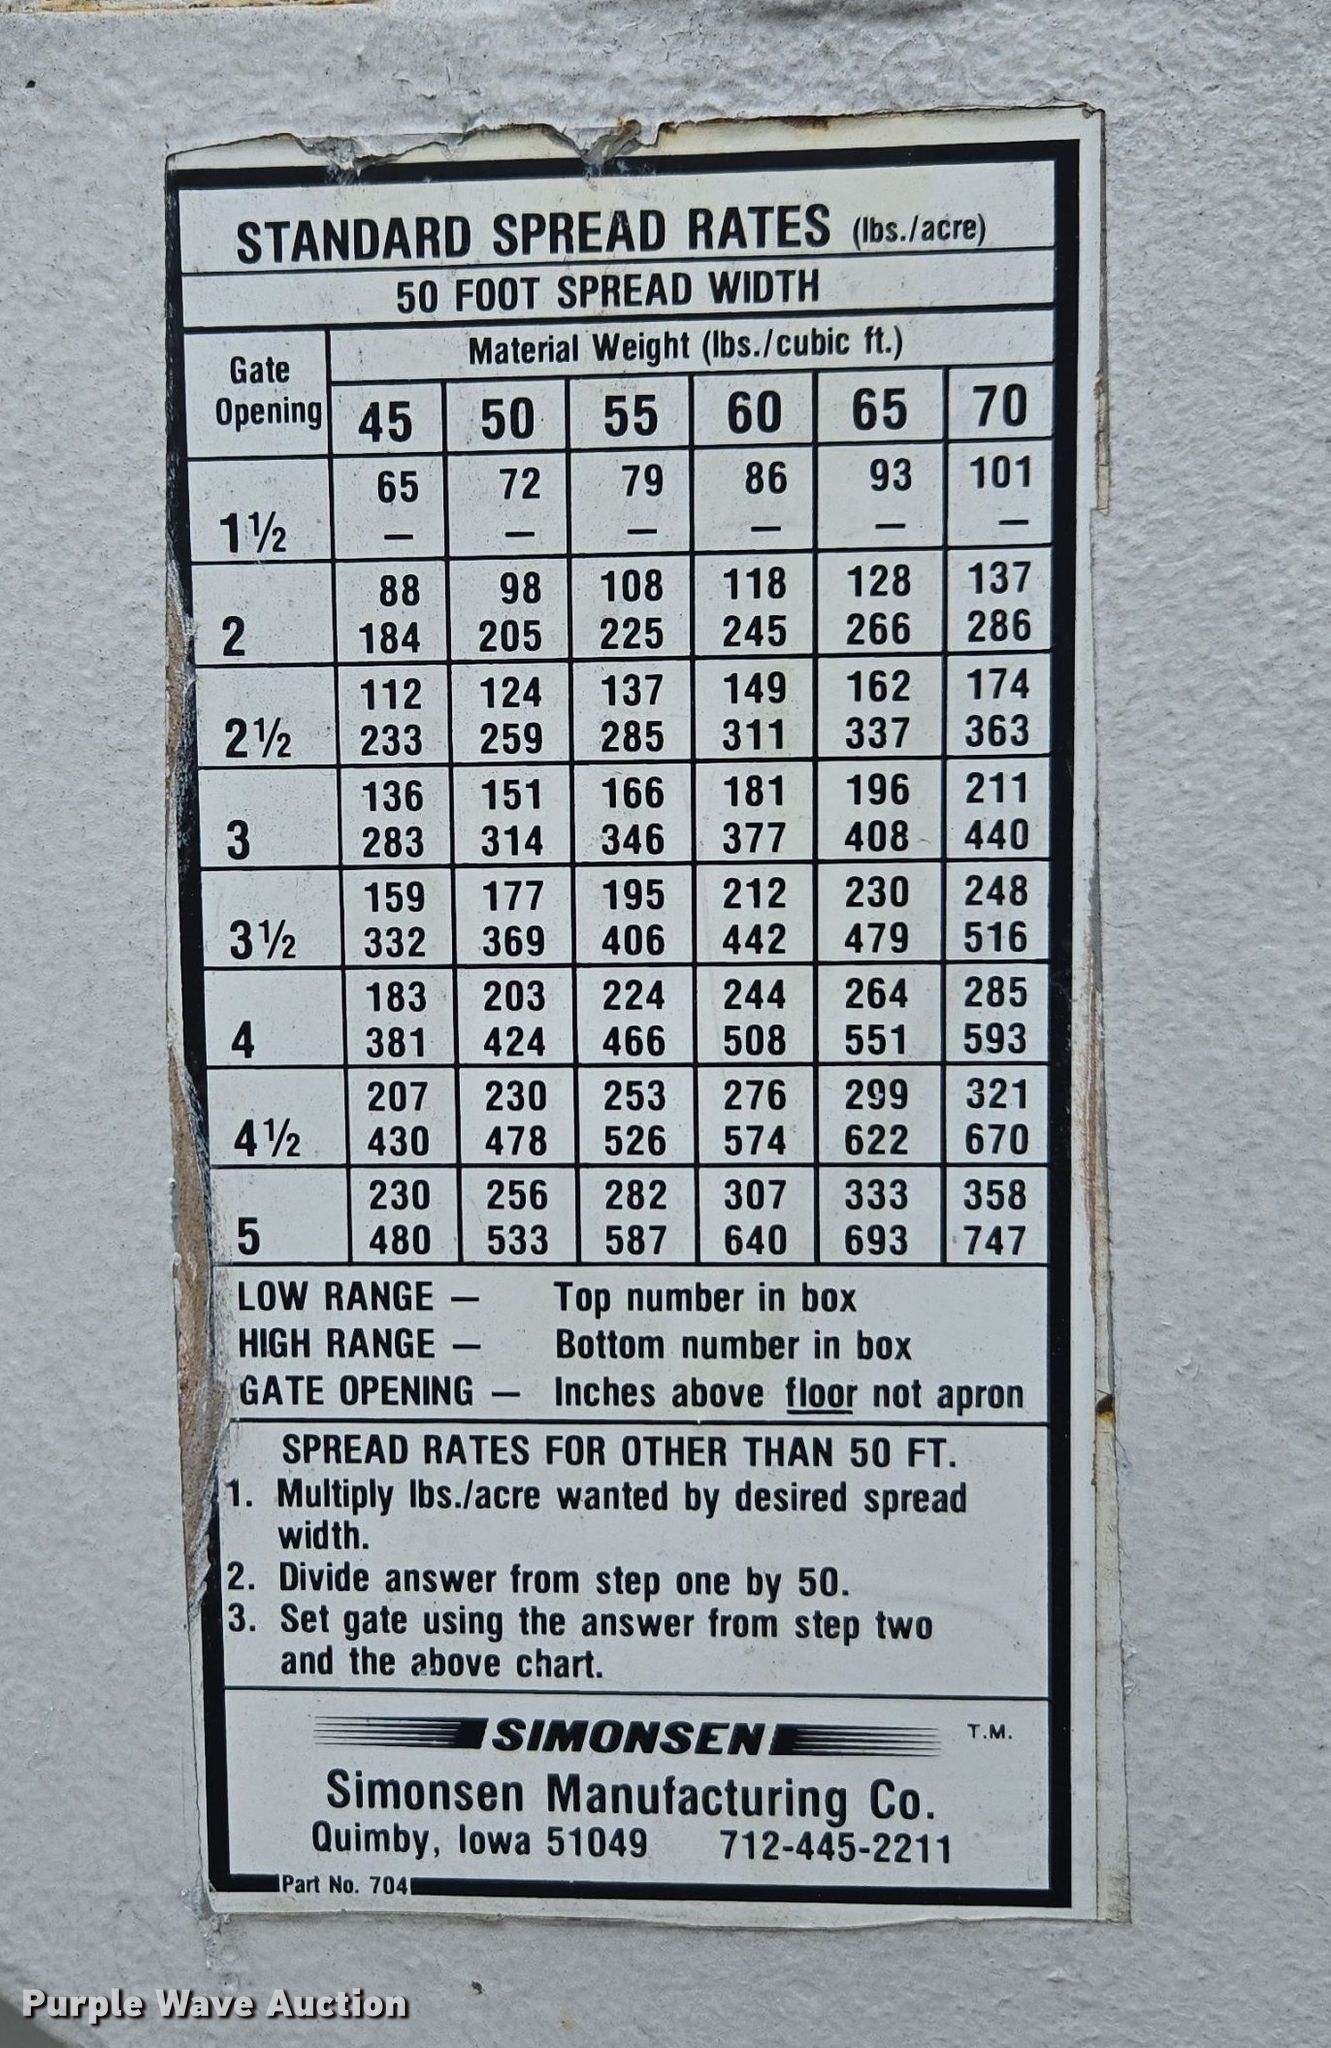 STANDARD SPREAD RATES (lbs./acre)
50 FOOT SPREAD WIDTH
Gate Opening
Material Weight (lbs./cubic ft.)
45 50 55 60 65 70
65 72 79 86 93 101
1½ – – – – – –
88 98 108 118 128 137
2 184 205 225 245 266 286
112 124 137 149 162 174
2½ 233 259 285 311 337 363
136 151 166 181 196 211
3 283 314 346 377 408 440
159 177 195 212 230 248
3½ 332 369 406 442 479 516
183 203 224 244 264 285
4 381 424 466 508 551 593
207 230 253 276 299 321
4½ 430 478 526 574 622 670
230 256 282 307 333 358
5 480 533 587 640 693 747
LOW RANGE – Top number in box
HIGH RANGE – Bottom number in box
GATE OPENING – Inches above floor not apron
SPREAD RATES FOR OTHER THAN 50 FT.
1. Multiply lbs./acre wanted by desired spread
width.
2. Divide answer from step one by 50.
3. Set gate using the answer from step two
and the above chart.
SIMONSEN T.M.
Simonsen Manufacturing Co.
Quimby, Iowa 51049 712-445-2211
Part No. 704
Purple Wave Auction